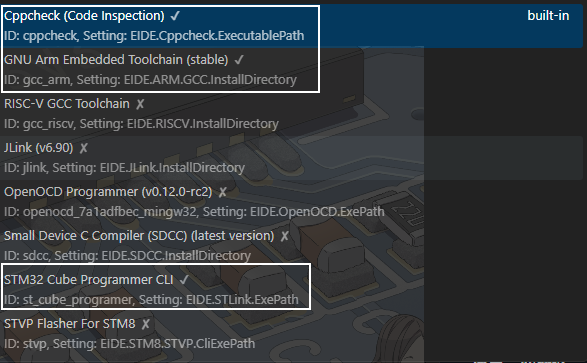 Cppcheck (Code Inspection) ✓ built-in
ID: cppcheck, Setting: EIDE.Cppcheck.ExecutablePath
GNU Arm Embedded Toolchain (stable) ✓
ID: gcc_arm, Setting: EIDE.ARM.GCC.InstallDirectory
RISC-V GCC Toolchain ✗
ID: gcc_riscv, Setting: EIDE.RISCV.InstallDirectory
JLink (v6.90) ✗
ID: jlink, Setting: EIDE.JLink.InstallDirectory
OpenOCD Programmer (v0.12.0-rc2) ✗
ID: openocd_7a1adfbec_mingw32, Setting: EIDE.OpenOCD.ExePath
Small Device C Compiler (SDCC) (latest version) ✗
ID: sdcc, Setting: EIDE.SDCC.InstallDirectory
STM32 Cube Programmer CLI ✓
ID: st_cube_programer, Setting: EIDE.STLink.ExePath
STVP Flasher For STM8 ✗
ID: stvp, Setting: EIDE.STM8.STVP.CliExePath